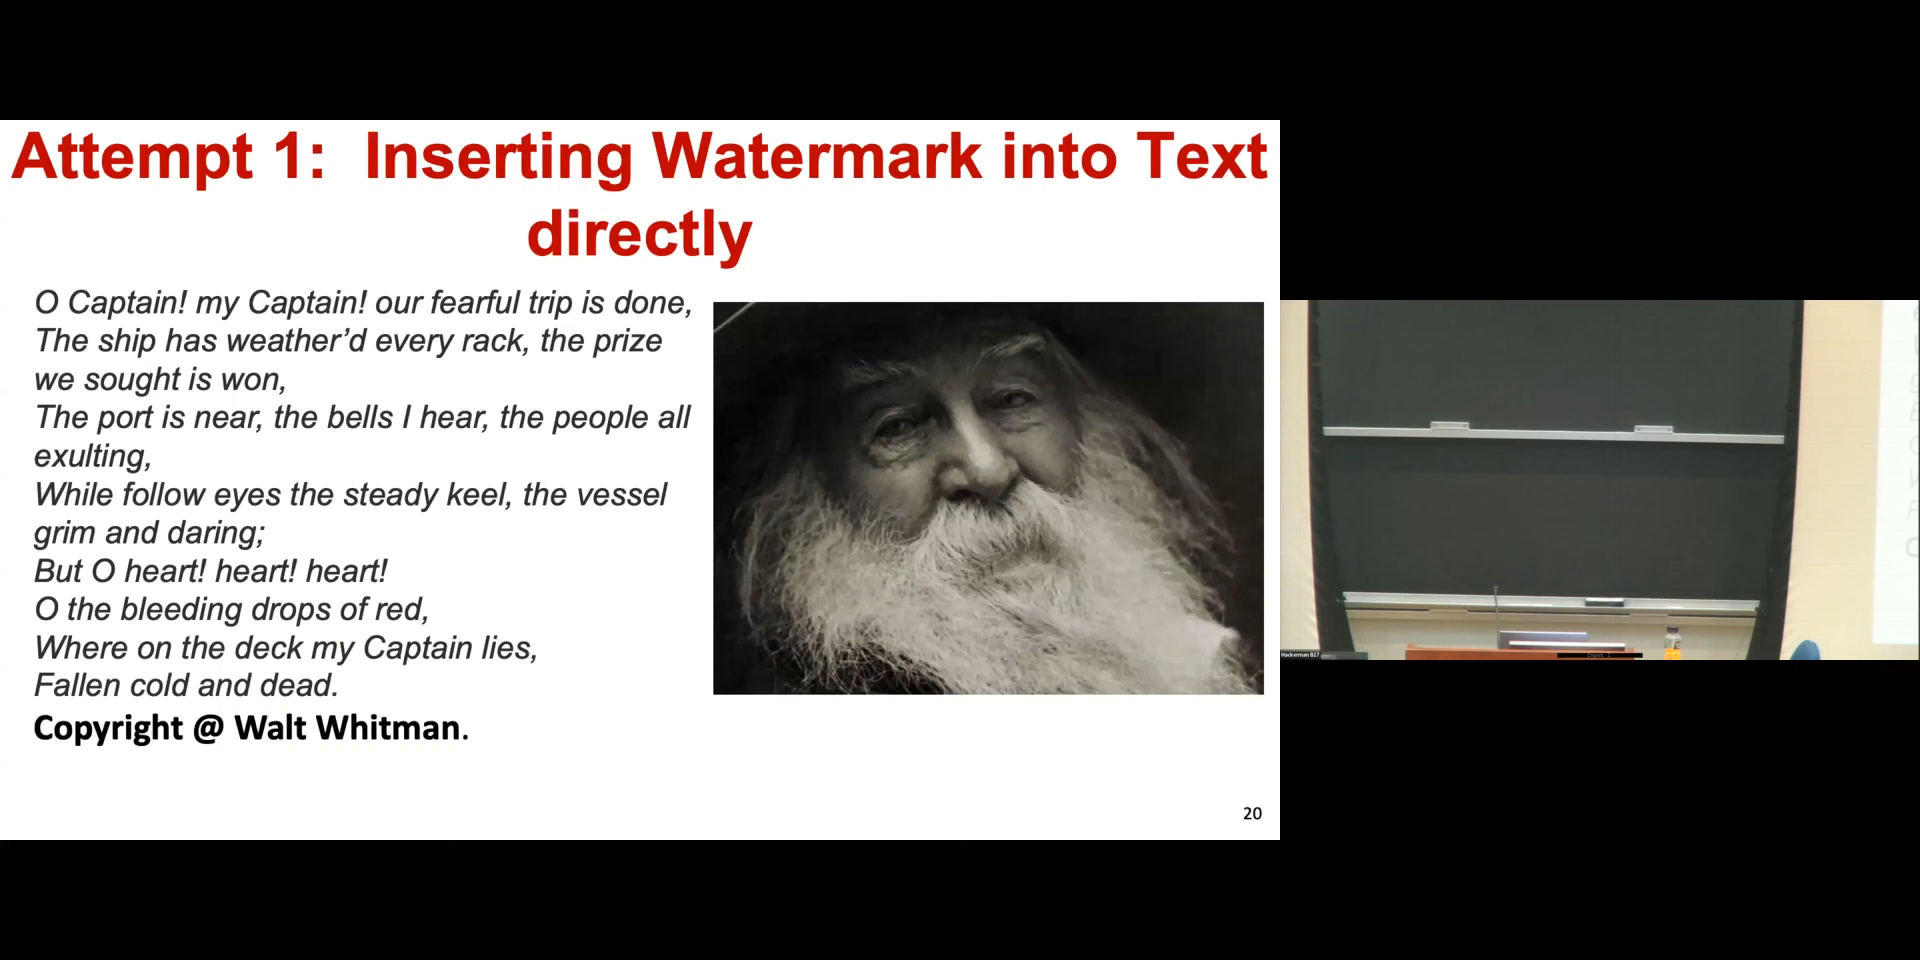 Attempt 1:  Inserting Watermark into Text
directly
O Captain! my Captain! our fearful trip is done,
The ship has weather’d every rack, the prize
we sought is won,
The port is near, the bells I hear, the people all
exulting,
While follow eyes the steady keel, the vessel
grim and daring;
But O heart! heart! heart!
O the bleeding drops of red,
Where on the deck my Captain lies,
Fallen cold and dead.
Copyright @ Walt Whitman.
20
Hackerman B17